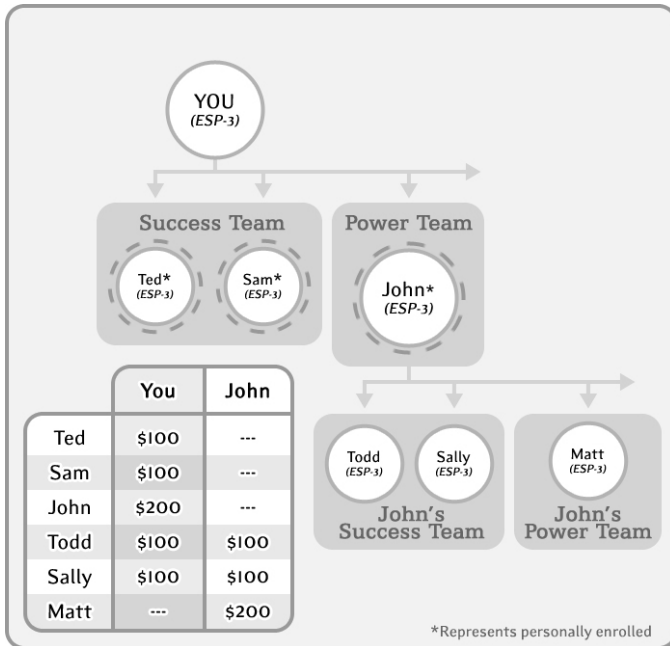 YOU
(ESP-3)
Success Team
Power Team
Ted*
(ESP-3)
Sam*
(ESP-3)
John*
(ESP-3)
You John
Ted $100 ---
Sam $100 ---
John $200 ---
Todd $100 $100
Sally $100 $100
Matt --- $200
Todd
(ESP-3)
Sally
(ESP-3)
Matt
(ESP-3)
John's
Success Team
John's
Power Team
*Represents personally enrolled